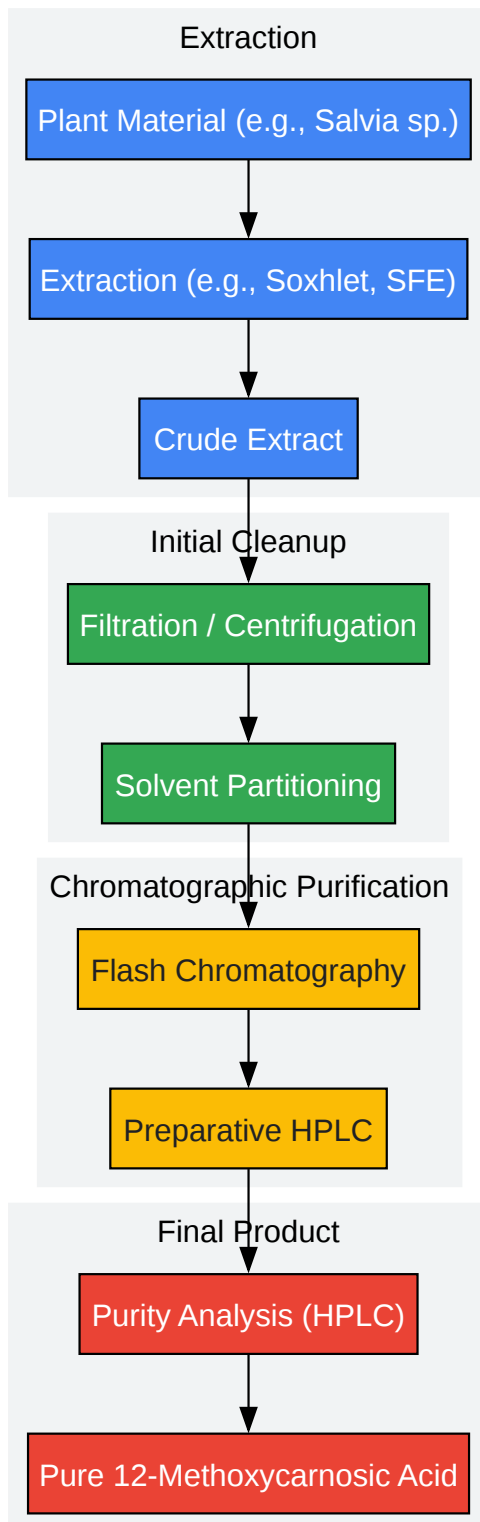 Extraction
Plant Material (e.g., Salvia sp.)
Extraction (e.g., Soxhlet, SFE)
Crude Extract
Initial Cleanup
Filtration / Centrifugation
Solvent Partitioning
Chromatographic Purification
Flash Chromatography
Preparative HPLC
Final Product
Purity Analysis (HPLC)
Pure 12-Methoxycarnosic Acid